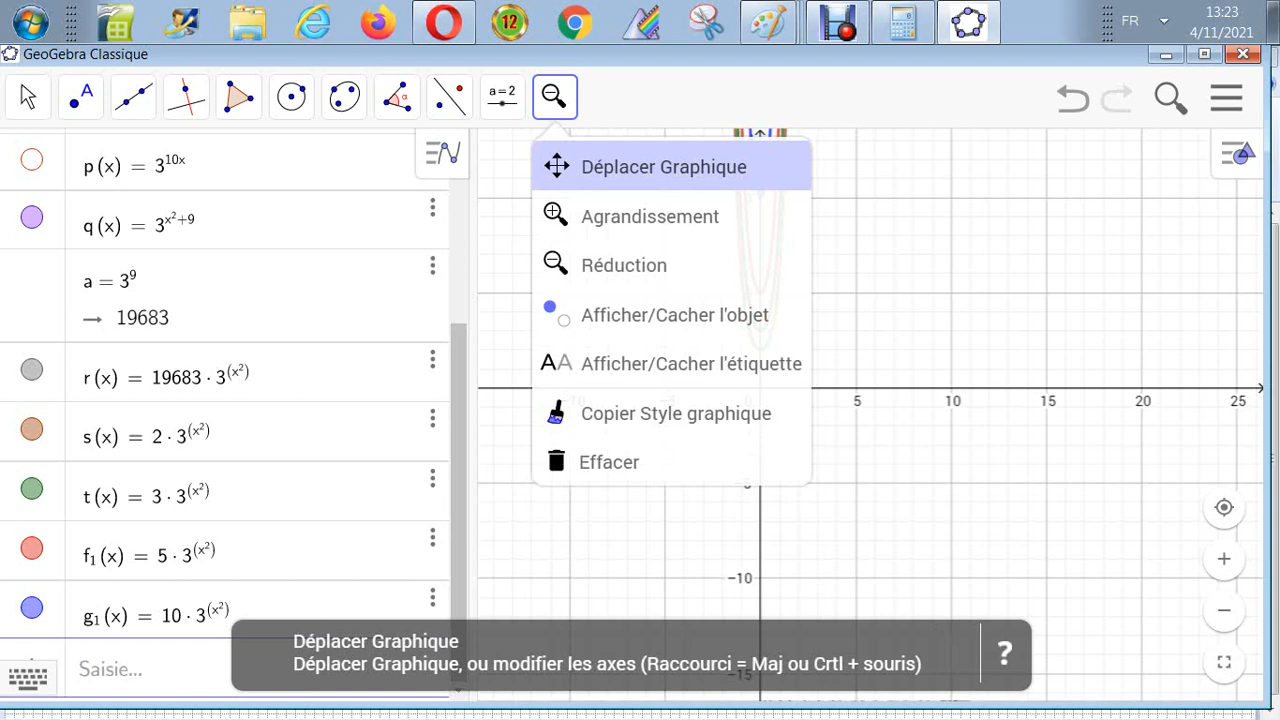 12
FR
13:23
4/11/2021
GeoGebra Classique
A
a = 2
p (x) = 3^10x
q (x) = 3^x²+9
a = 3⁹
→ 19683
r (x) = 19683 · 3^(x²)
s (x) = 2 · 3^(x²)
t (x) = 3 · 3^(x²)
f₁ (x) = 5 · 3^(x²)
g₁ (x) = 10 · 3^(x²)
Saisie...
Déplacer Graphique
Agrandissement
Réduction
Afficher/Cacher l'objet
AA Afficher/Cacher l'étiquette
Copier Style graphique
Effacer
5 10 15 20 25
−10
−15
Déplacer Graphique
Déplacer Graphique, ou modifier les axes (Raccourci = Maj ou Crtl + souris)
?